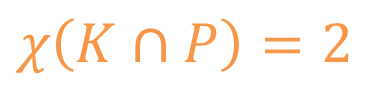 χ(K ∩ P) = 2